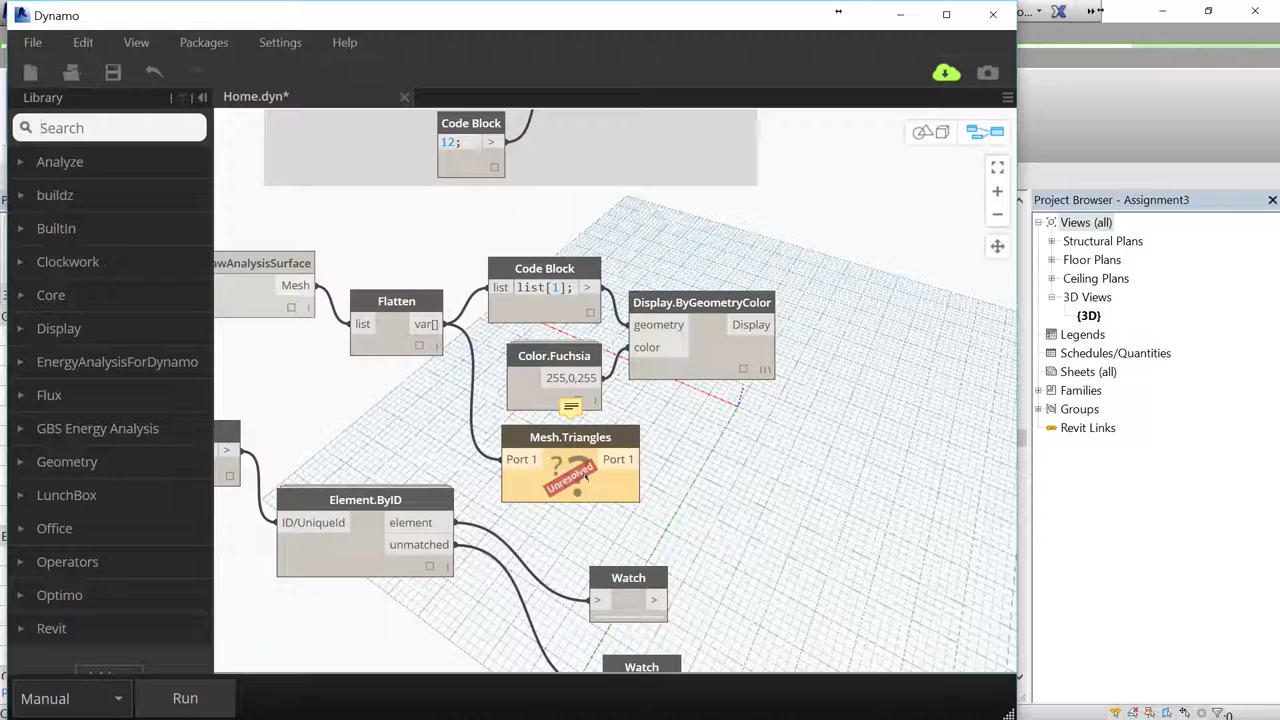 Dynamo
File Edit View Packages Settings Help
Library
Home.dyn*
Search
Analyze
buildz
BuiltIn
Clockwork
Core
Display
EnergyAnalysisForDynamo
Flux
GBS Energy Analysis
Geometry
LunchBox
Office
Operators
Optimo
Revit
Manual
Run
Code Block
12; >
awAnalysisSurface
Mesh
Flatten
list var[]
Code Block
list list[1]; >
Color.Fuchsia
255,0,255
Display.ByGeometryColor
geometry Display
color
Mesh.Triangles
Port 1 ?? Port 1
Unresolved
>
Element.ByID
ID/UniqueId element
unmatched
Watch
> >
Watch
Project Browser - Assignment3
Views (all)
Structural Plans
Floor Plans
Ceiling Plans
3D Views
{3D}
Legends
Schedules/Quantities
Sheets (all)
Families
Groups
Revit Links
:0